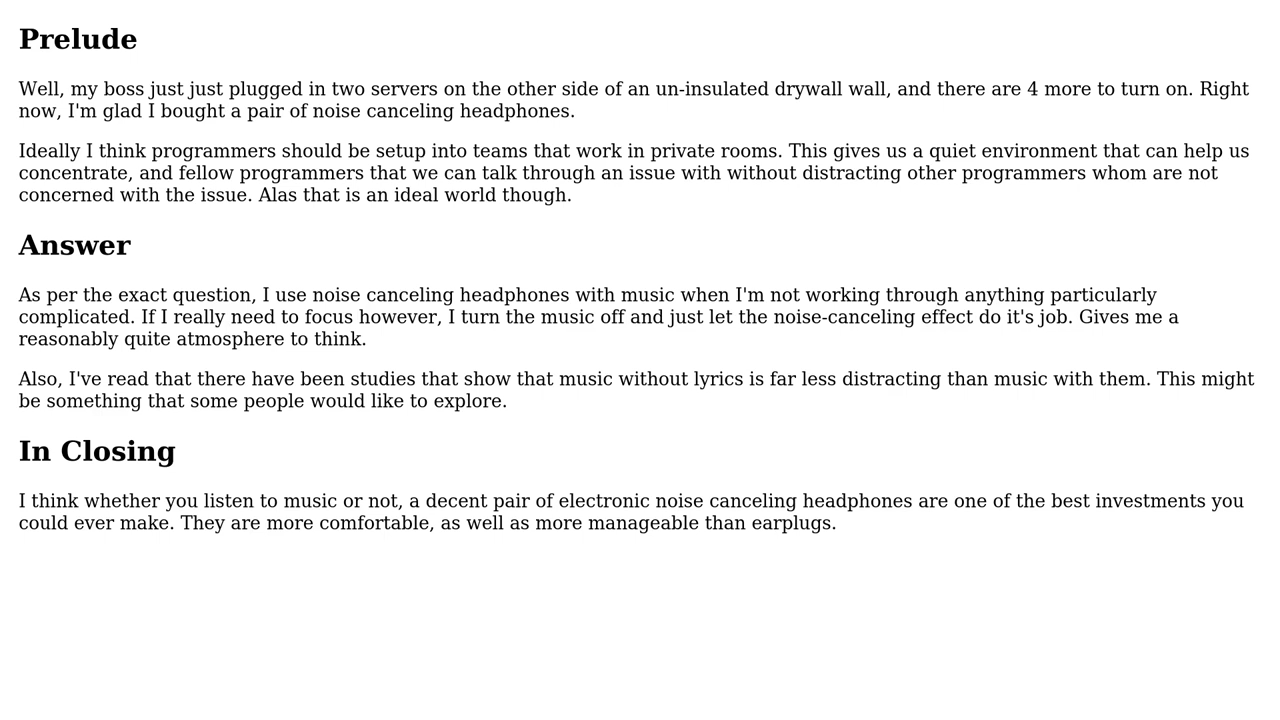 Prelude
Well, my boss just just plugged in two servers on the other side of an un-insulated drywall wall, and there are 4 more to turn on. Right
now, I'm glad I bought a pair of noise canceling headphones.
Ideally I think programmers should be setup into teams that work in private rooms. This gives us a quiet environment that can help us
concentrate, and fellow programmers that we can talk through an issue with without distracting other programmers whom are not
concerned with the issue. Alas that is an ideal world though.
Answer
As per the exact question, I use noise canceling headphones with music when I'm not working through anything particularly
complicated. If I really need to focus however, I turn the music off and just let the noise-canceling effect do it's job. Gives me a
reasonably quite atmosphere to think.
Also, I've read that there have been studies that show that music without lyrics is far less distracting than music with them. This might
be something that some people would like to explore.
In Closing
I think whether you listen to music or not, a decent pair of electronic noise canceling headphones are one of the best investments you
could ever make. They are more comfortable, as well as more manageable than earplugs.